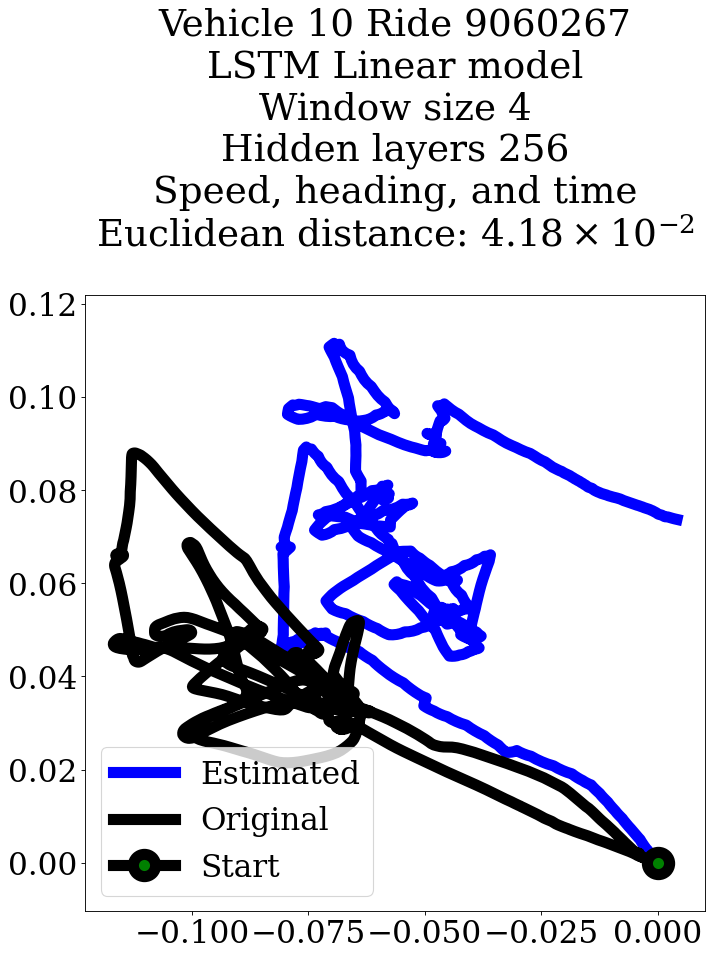 Vehicle 10 Ride 9060267
LSTM Linear model
Window size 4
Hidden layers 256
Speed, heading, and time
Euclidean distance: 4.18 × 10⁻²
0.12
0.10
0.08
0.06
0.04
0.02
0.00
Estimated
Original
Start
−0.100 −0.075 −0.050 −0.025 0.000